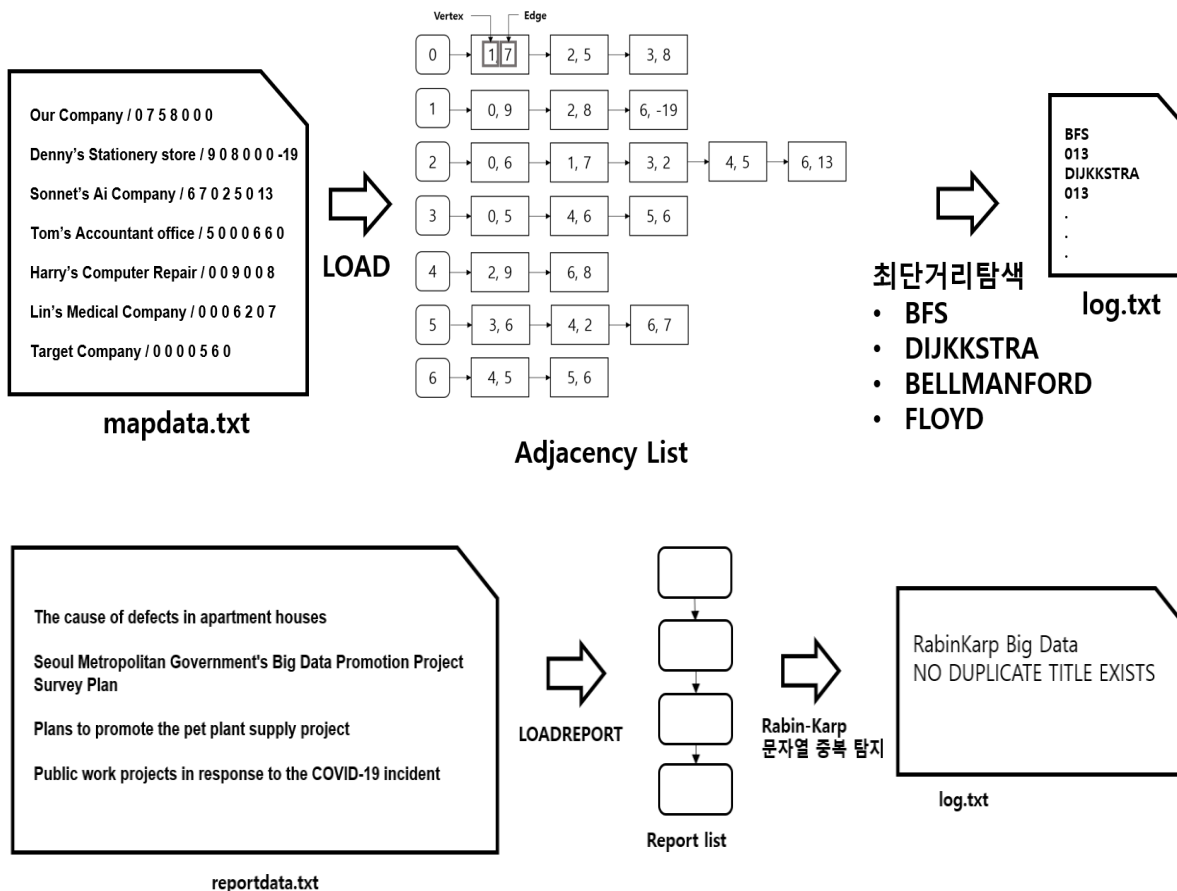 Vertex
Edge
Our Company / 0 7 5 8 0 0 0
Denny's Stationery store / 9 0 8 0 0 0 -19
Sonnet's Ai Company / 6 7 0 2 5 0 13
Tom's Accountant office / 5 0 0 0 6 6 0
Harry's Computer Repair / 0 0 9 0 0 8
Lin's Medical Company / 0 0 0 6 2 0 7
Target Company / 0 0 0 0 5 6 0
mapdata.txt
LOAD
0 1, 7 2, 5 3, 8
1 0, 9 2, 8 6, -19
2 0, 6 1, 7 3, 2 4, 5 6, 13
3 0, 5 4, 6 5, 6
4 2, 9 6, 8
5 3, 6 4, 2 6, 7
6 4, 5 5, 6
Adjacency List
최단거리탐색
• BFS
• DIJKKSTRA
• BELLMANFORD
• FLOYD
BFS
013
DIJKKSTRA
013
.
.
.
log.txt
The cause of defects in apartment houses
Seoul Metropolitan Government's Big Data Promotion Project
Survey Plan
Plans to promote the pet plant supply project
Public work projects in response to the COVID-19 incident
reportdata.txt
LOADREPORT
Report list
Rabin-Karp
문자열 중복 탐지
RabinKarp Big Data
NO DUPLICATE TITLE EXISTS
log.txt